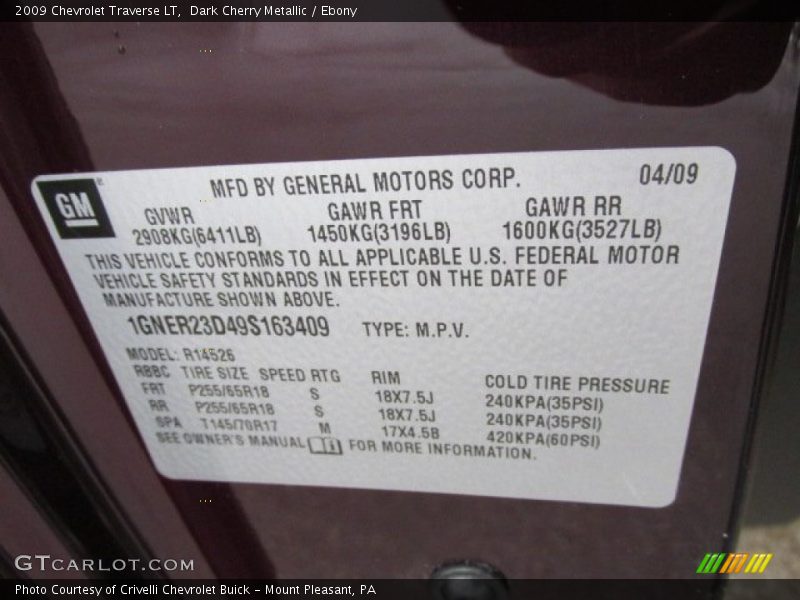 2009 Chevrolet Traverse LT, Dark Cherry Metallic / Ebony
MFD BY GENERAL MOTORS CORP. 04/09
GM
GVWR GAWR FRT GAWR RR
2908KG(6411LB) 1450KG(3196LB) 1600KG(3527LB)
THIS VEHICLE CONFORMS TO ALL APPLICABLE U.S. FEDERAL MOTOR
VEHICLE SAFETY STANDARDS IN EFFECT ON THE DATE OF
MANUFACTURE SHOWN ABOVE.
1GNER23D49S163409 TYPE: M.P.V.
MODEL: R14526
RBBC TIRE SIZE SPEED RTG RIM COLD TIRE PRESSURE
FRT P255/65R18 S 18X7.5J 240KPA(35PSI)
RR P255/65R18 S 18X7.5J 240KPA(35PSI)
SPA T145/70R17 M 17X4.5B 420KPA(60PSI)
SEE OWNER'S MANUAL FOR MORE INFORMATION.
GTCARLOT.COM
Photo Courtesy of Crivelli Chevrolet Buick - Mount Pleasant, PA